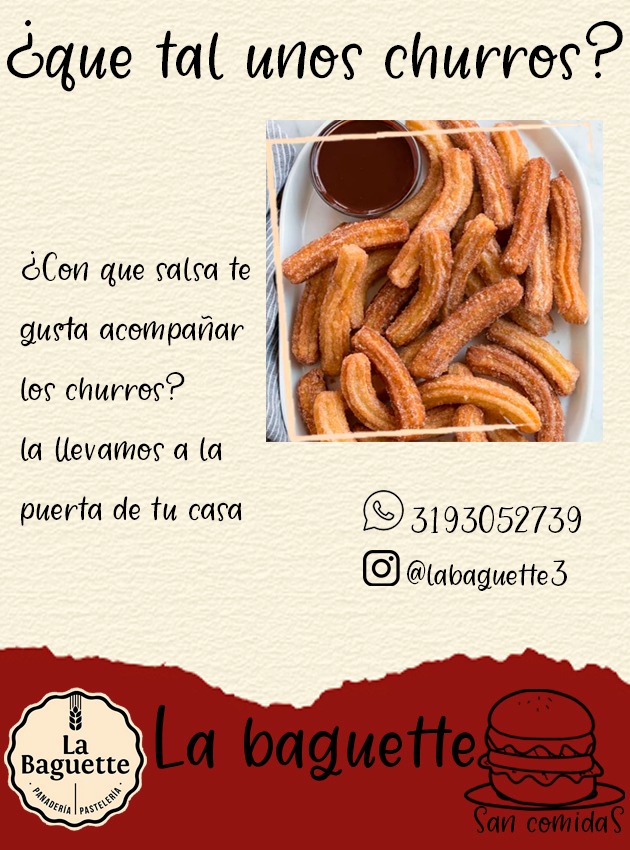 ¿que tal unos churros?
¿Con que salsa te
gusta acompañar
los churros?
la llevamos a la
puerta de tu casa
3193052739
@labaguette3
La
Baguette
· PANADERÍA | PASTELERÍA ·
La baguette
San comidaS